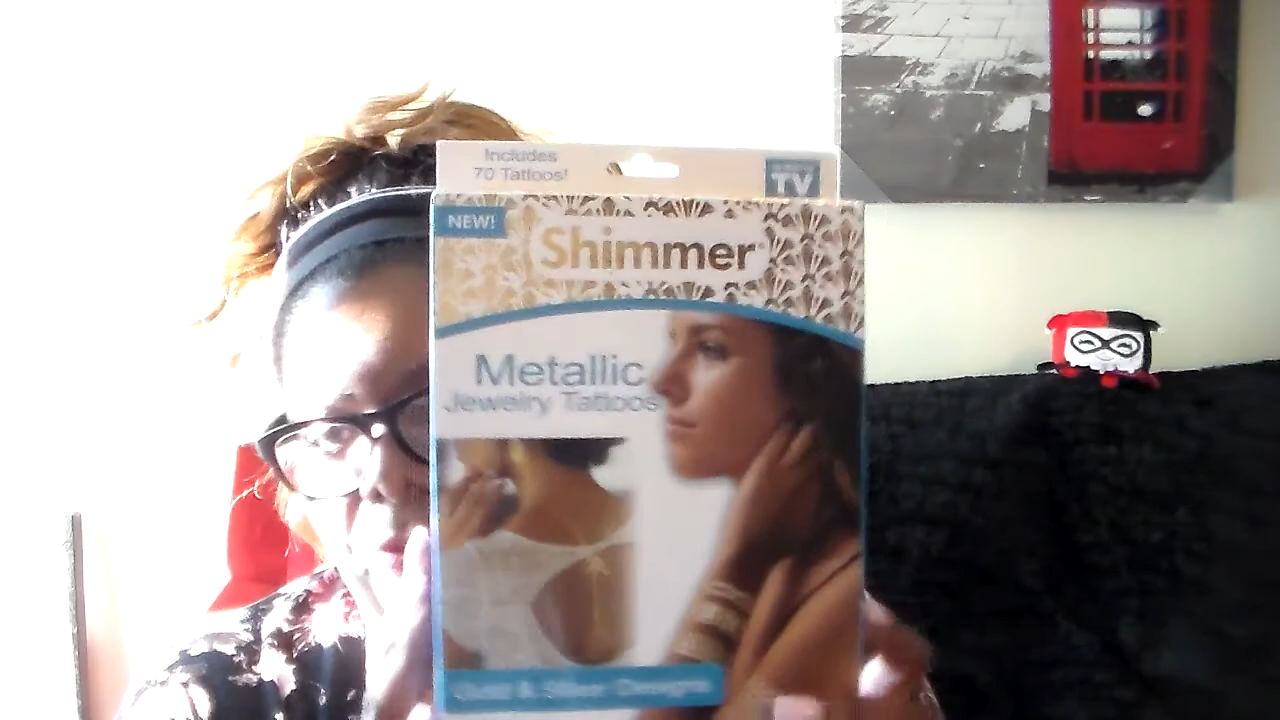 Includes
70 Tattoos!
TV
NEW!
Shimmer
Metallic
Jewelry Tattoos
Gold & Silver Designs